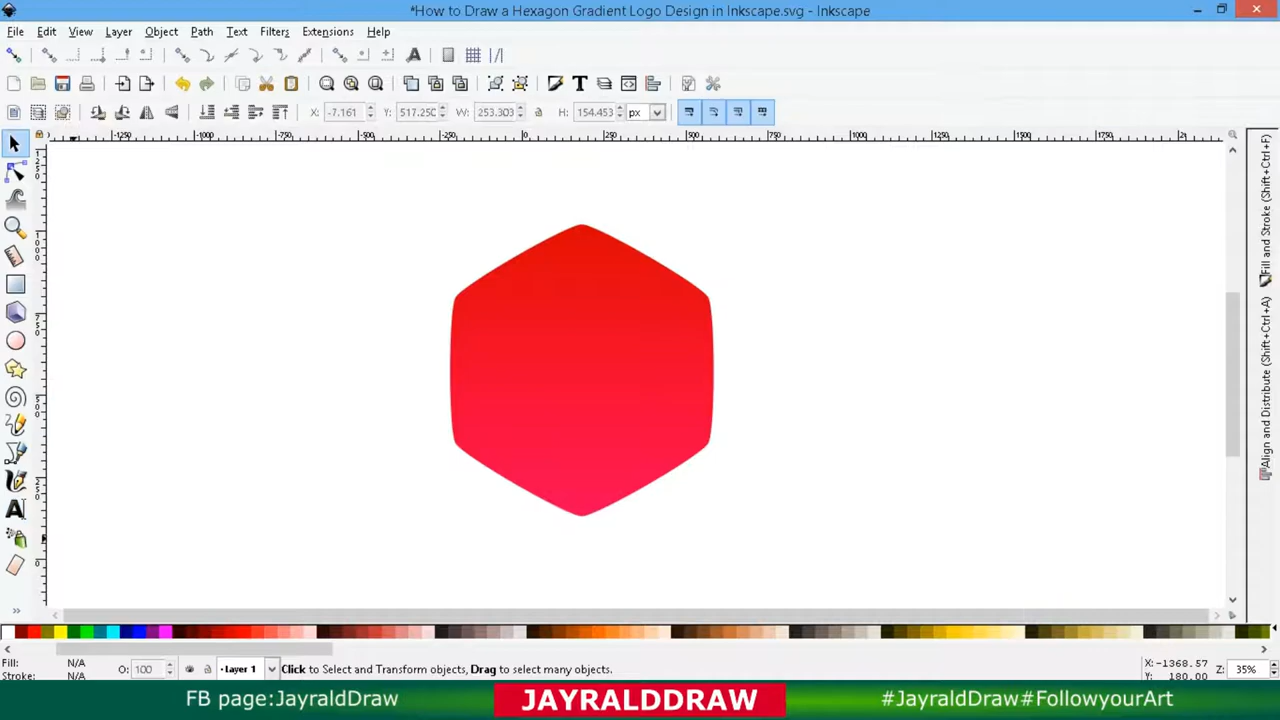 *How to Draw a Hexagon Gradient Logo Design in Inkscape.svg - Inkscape
File Edit View Layer Object Path Text Filters Extensions Help
X: -7.161 Y: 517.250 W: 253.303 H: 154.453 px
Fill and Stroke (Shift+Ctrl+F)
Align and Distribute (Shift+Ctrl+A)
Fill: N/A
Stroke: N/A
O: 100
Layer 1
Click to Select and Transform objects, Drag to select many objects.
X: -1368.57
Y: 180.00
Z: 35%
FB page:JayraldDraw
JAYRALDDRAW
#JayraldDraw#FollowyourArt